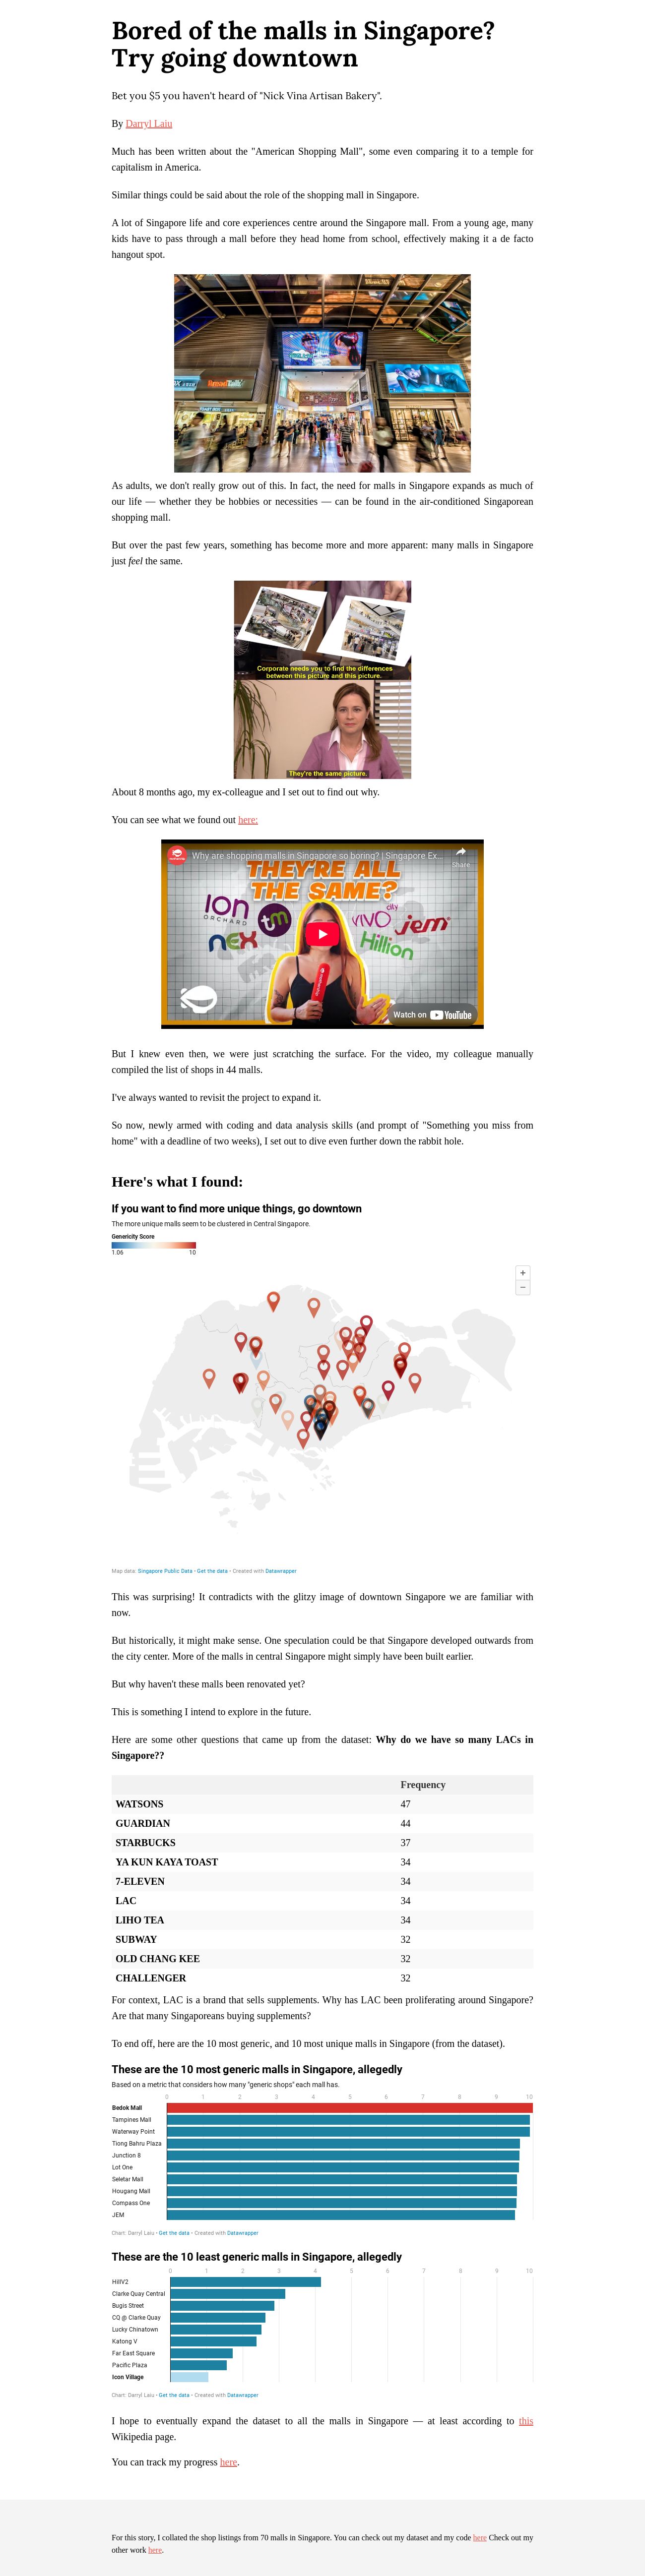 Bored of the malls in Singapore?
Try going downtown
Bet you $5 you haven't heard of "Nick Vina Artisan Bakery".
By Darryl Laiu
Much has been written about the "American Shopping Mall", some even comparing it to a temple for
capitalism in America.
Similar things could be said about the role of the shopping mall in Singapore.
A lot of Singapore life and core experiences centre around the Singapore mall. From a young age, many
kids have to pass through a mall before they head home from school, effectively making it a de facto
hangout spot.
BreadTalk
As adults, we don't really grow out of this. In fact, the need for malls in Singapore expands as much of
our life — whether they be hobbies or necessities — can be found in the air-conditioned Singaporean
shopping mall.
But over the past few years, something has become more and more apparent: many malls in Singapore
just feel the same.
Corporate needs you to find the differences
between this picture and this picture.
They're the same picture.
About 8 months ago, my ex-colleague and I set out to find out why.
You can see what we found out here:
Why are shopping malls in Singapore so boring? | Singapore Ex...
Share
THEY'RE ALL
THE SAME?
ION
ORCHARD
tm
VIVO city
jem
nex
Hillion
Watch on YouTube
But I knew even then, we were just scratching the surface. For the video, my colleague manually
compiled the list of shops in 44 malls.
I've always wanted to revisit the project to expand it.
So now, newly armed with coding and data analysis skills (and prompt of "Something you miss from
home" with a deadline of two weeks), I set out to dive even further down the rabbit hole.
Here's what I found:
If you want to find more unique things, go downtown
The more unique malls seem to be clustered in Central Singapore.
Genericity Score
1.06 10
+
−
Map data: Singapore Public Data • Get the data • Created with Datawrapper
This was surprising! It contradicts with the glitzy image of downtown Singapore we are familiar with
now.
But historically, it might make sense. One speculation could be that Singapore developed outwards from
the city center. More of the malls in central Singapore might simply have been built earlier.
But why haven't these malls been renovated yet?
This is something I intend to explore in the future.
Here are some other questions that came up from the dataset: Why do we have so many LACs in
Singapore??
Frequency
WATSONS 47
GUARDIAN 44
STARBUCKS 37
YA KUN KAYA TOAST 34
7-ELEVEN 34
LAC 34
LIHO TEA 34
SUBWAY 32
OLD CHANG KEE 32
CHALLENGER 32
For context, LAC is a brand that sells supplements. Why has LAC been proliferating around Singapore?
Are that many Singaporeans buying supplements?
To end off, here are the 10 most generic, and 10 most unique malls in Singapore (from the dataset).
These are the 10 most generic malls in Singapore, allegedly
Based on a metric that considers how many "generic shops" each mall has.
0 1 2 3 4 5 6 7 8 9 10
Bedok Mall
Tampines Mall
Waterway Point
Tiong Bahru Plaza
Junction 8
Lot One
Seletar Mall
Hougang Mall
Compass One
JEM
Chart: Darryl Laiu • Get the data • Created with Datawrapper
These are the 10 least generic malls in Singapore, allegedly
0 1 2 3 4 5 6 7 8 9 10
HillV2
Clarke Quay Central
Bugis Street
CQ @ Clarke Quay
Lucky Chinatown
Katong V
Far East Square
Pacific Plaza
Icon Village
Chart: Darryl Laiu • Get the data • Created with Datawrapper
I hope to eventually expand the dataset to all the malls in Singapore — at least according to this
Wikipedia page.
You can track my progress here.
For this story, I collated the shop listings from 70 malls in Singapore. You can check out my dataset and my code here Check out my
other work here.